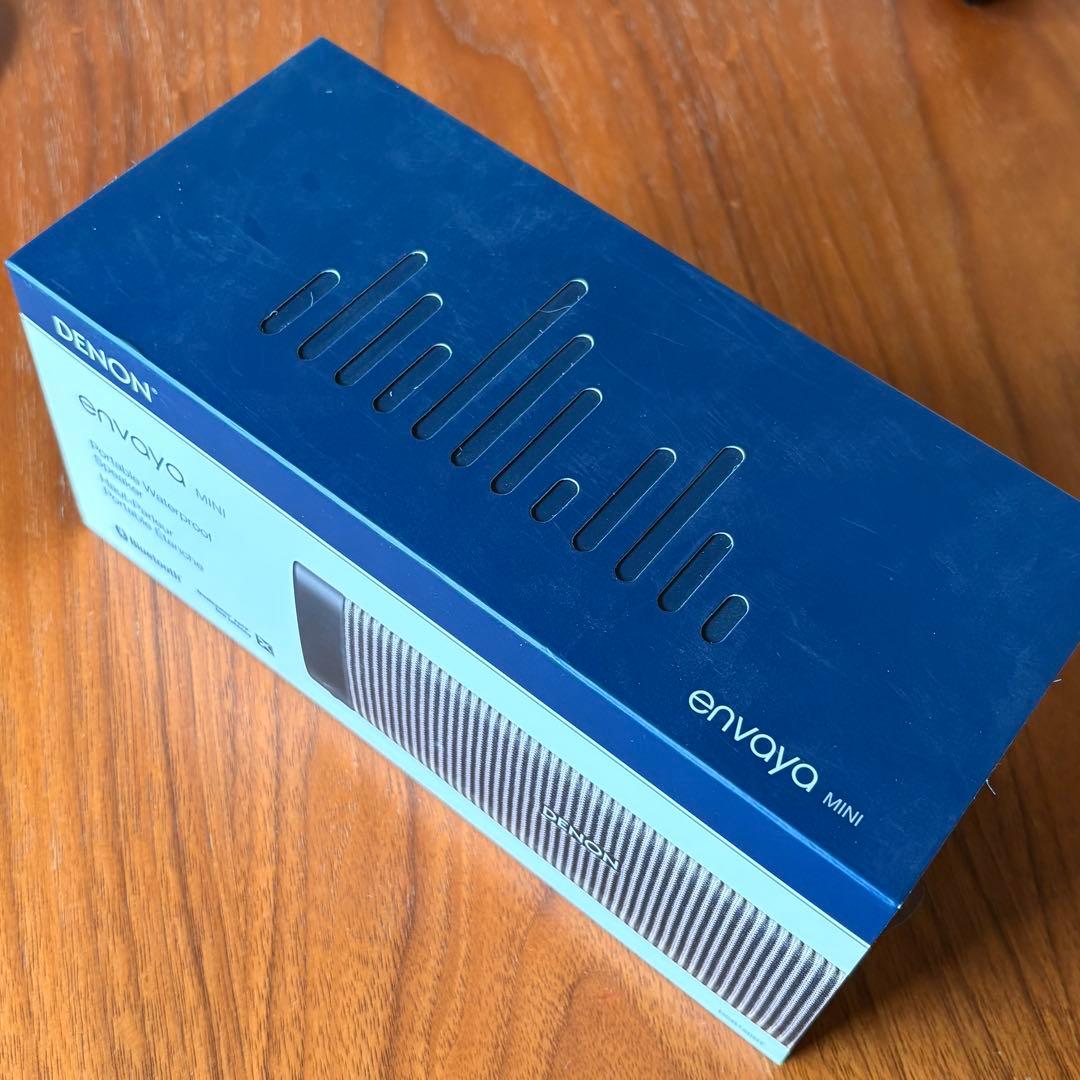 DENON®
envaya MINI
Portable Waterproof
Speaker
Haut-Parleur
Portable Étanche
Bluetooth
DENON
envaya MINI